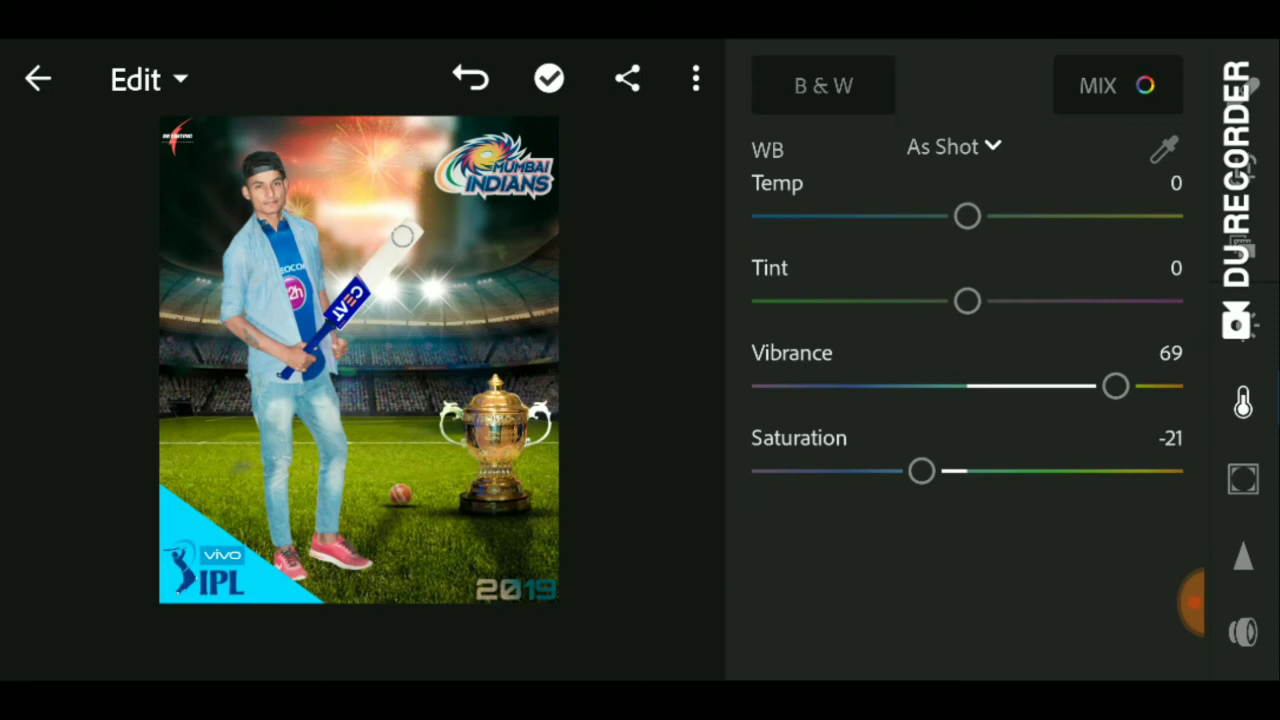 Edit
B & W
MIX
WB
As Shot
Temp
0
Tint
0
Vibrance
69
Saturation
-21
DU RECORDER
MUMBAI
INDIANS
CEAT
vivo
IPL
2019